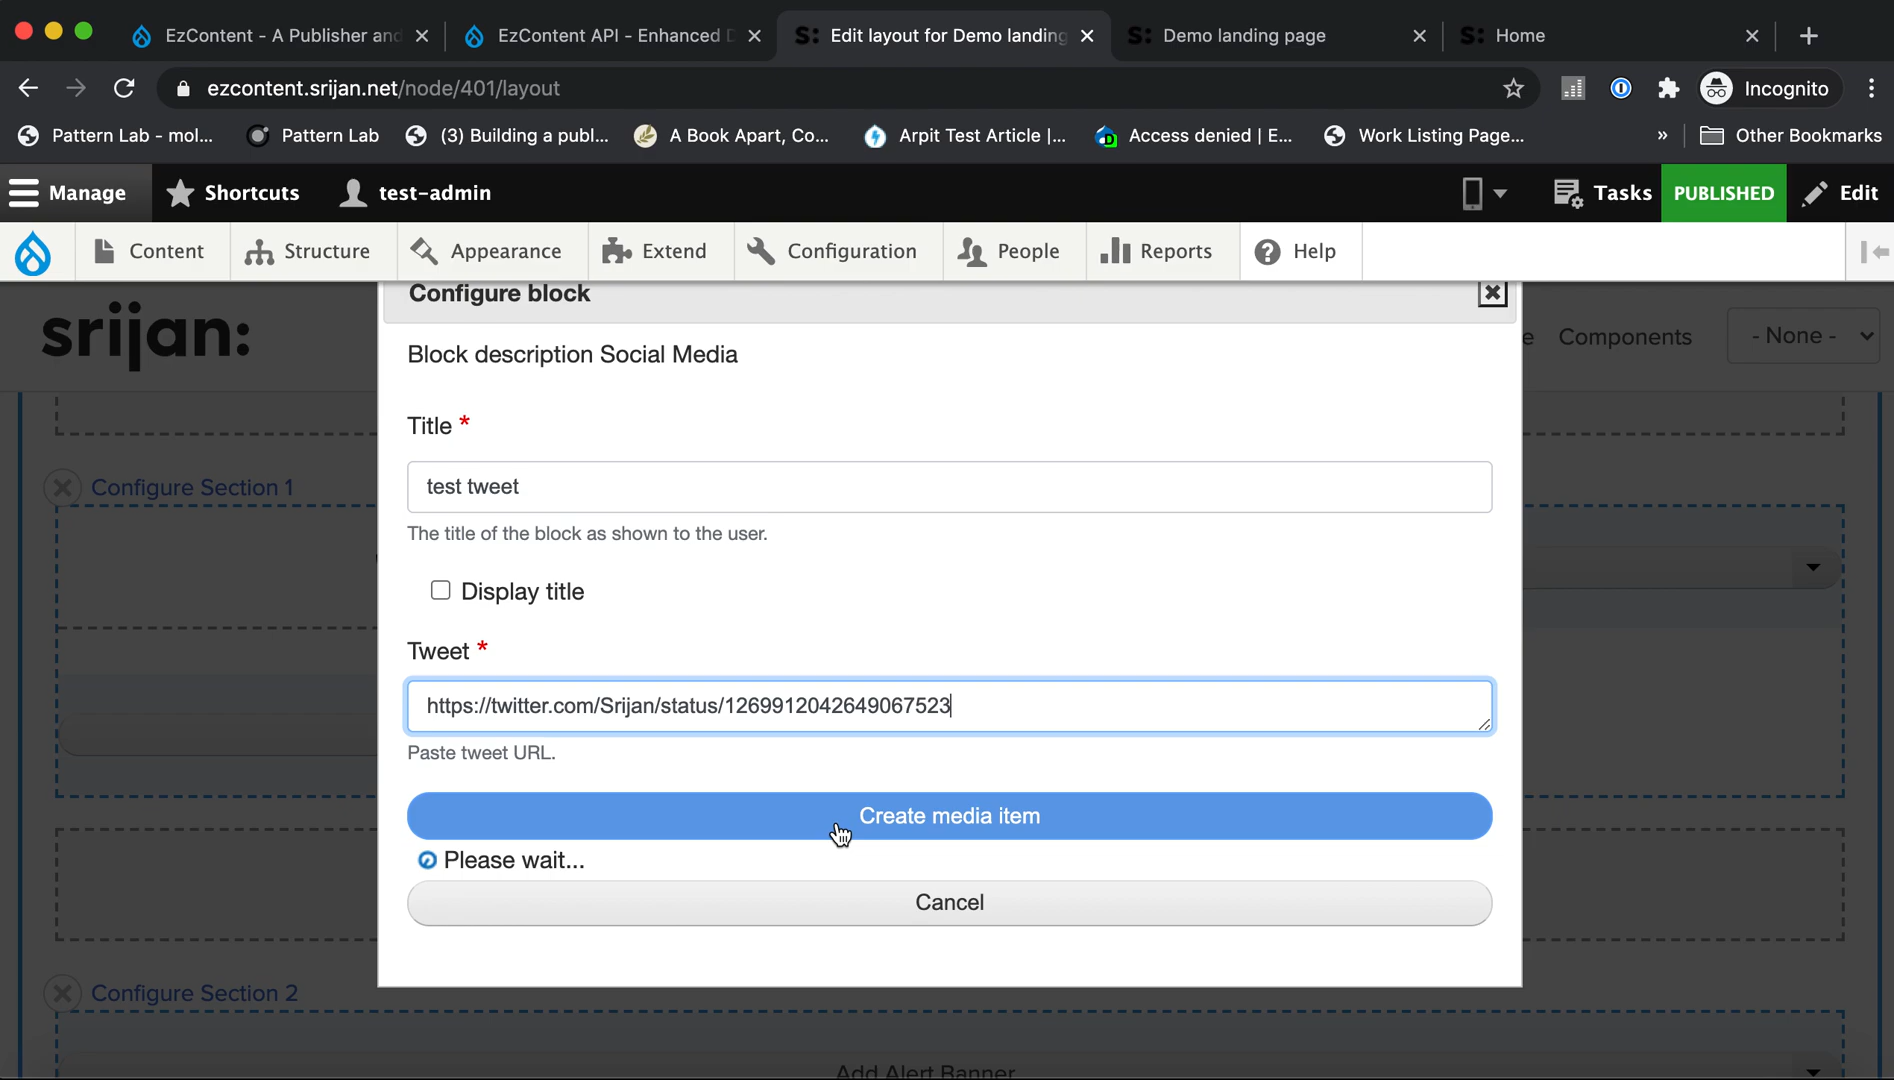 EzContent - A Publisher and
EzContent API - Enhanced D
S: Edit layout for Demo landing
S: Demo landing page
S: Home
ezcontent.srijan.net/node/401/layout
Incognito
Pattern Lab - mol...
Pattern Lab
(3) Building a publ...
A Book Apart, Co...
Arpit Test Article |...
Access denied | E...
Work Listing Page...
»
Other Bookmarks
Manage
Shortcuts
test-admin
Tasks
PUBLISHED
Edit
Content
Structure
Appearance
Extend
Configuration
People
Reports
Help
srijan:
Configure block
e
Components
- None -
Block description Social Media
Title *
Configure Section 1
test tweet
The title of the block as shown to the user.
Display title
Tweet *
https://twitter.com/Srijan/status/1269912042649067523
Paste tweet URL.
Create media item
Please wait...
Cancel
Configure Section 2
Add Alert Banner